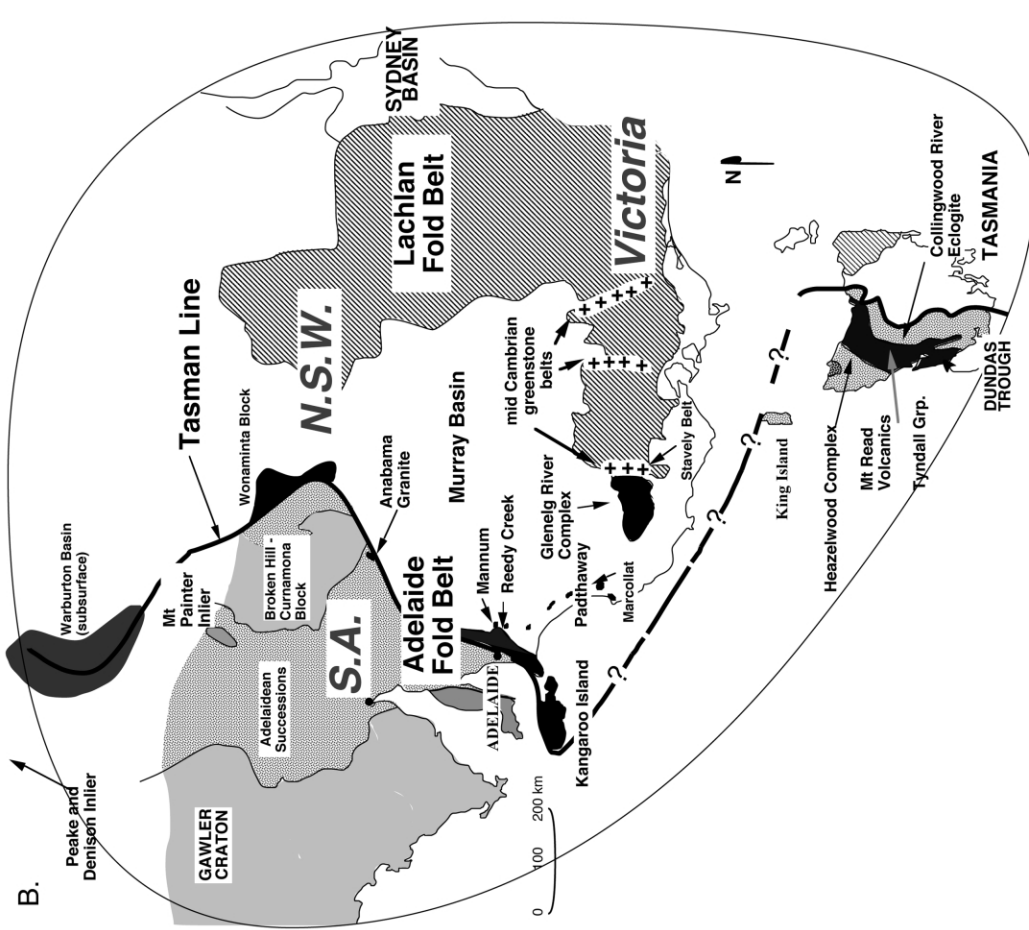 B.
Peake and
Denison Inlier
Warburton Basin
(subsurface)
GAWLER
CRATON
Mt
Painter
Inlier
Adelaidean
Successions
Broken Hill -
Curnamona
Block
Tasman Line
Wonaminta Block
SYDNEY
BASIN
N.S.W.
Lachlan
Fold Belt
S.A.
Anabama
Granite
Adelaide
Fold Belt
Murray Basin
Mannum
Reedy Creek
ADELAIDE
Kangaroo Island
0
100
200 km
Padthaway
Marcollat
Glenelg River
Complex
mid Cambrian
greenstone
belts
Stavely Belt
Victoria
N
?
?
?
?
King Island
Heazelwood Complex
Mt Read
Volcanics
Tyndall Grp.
DUNDAS
TROUGH
Collingwood River
Eclogite
TASMANIA